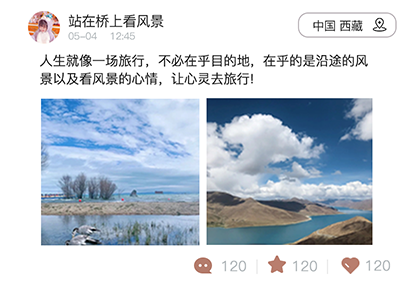 站在桥上看风景
05-04 12:45
中国 西藏
人生就像一场旅行，不必在乎目的地，在乎的是沿途的风
景以及看风景的心情，让心灵去旅行!
120 120 120